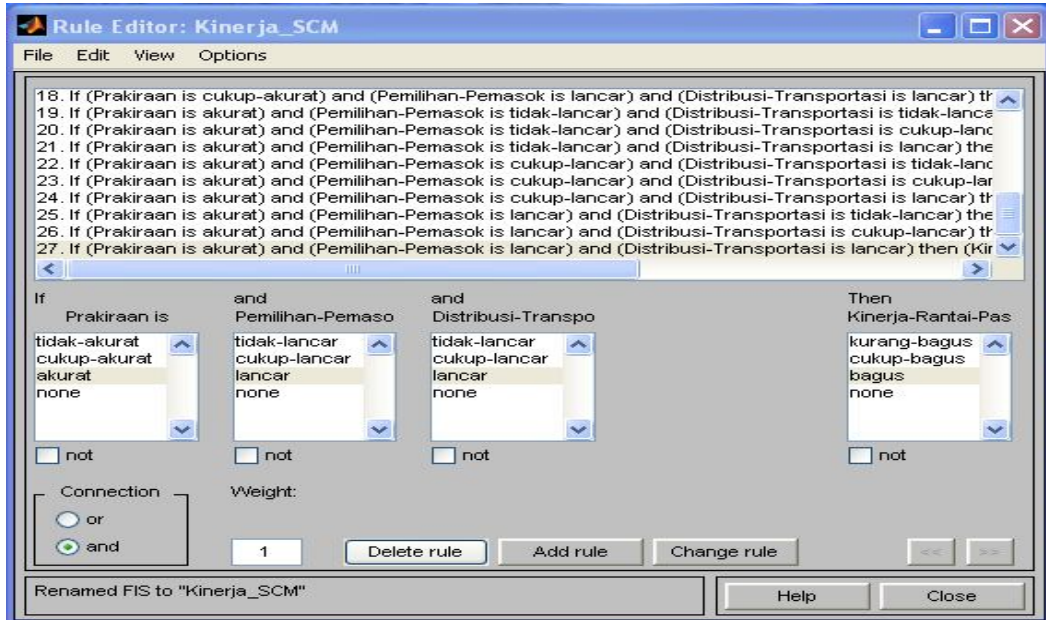 Rule Editor: Kinerja_SCM
File Edit View Options
18. If (Prakiraan is cukup-akurat) and (Pemilihan-Pemasok is lancar) and (Distribusi-Transportasi is lancar) th
19. If (Prakiraan is akurat) and (Pemilihan-Pemasok is tidak-lancar) and (Distribusi-Transportasi is tidak-lanca
20. If (Prakiraan is akurat) and (Pemilihan-Pemasok is tidak-lancar) and (Distribusi-Transportasi is cukup-lanc
21. If (Prakiraan is akurat) and (Pemilihan-Pemasok is tidak-lancar) and (Distribusi-Transportasi is lancar) the
22. If (Prakiraan is akurat) and (Pemilihan-Pemasok is cukup-lancar) and (Distribusi-Transportasi is tidak-lanc
23. If (Prakiraan is akurat) and (Pemilihan-Pemasok is cukup-lancar) and (Distribusi-Transportasi is cukup-lar
24. If (Prakiraan is akurat) and (Pemilihan-Pemasok is cukup-lancar) and (Distribusi-Transportasi is lancar) th
25. If (Prakiraan is akurat) and (Pemilihan-Pemasok is lancar) and (Distribusi-Transportasi is tidak-lancar) the
26. If (Prakiraan is akurat) and (Pemilihan-Pemasok is lancar) and (Distribusi-Transportasi is cukup-lancar) th
27. If (Prakiraan is akurat) and (Pemilihan-Pemasok is lancar) and (Distribusi-Transportasi is lancar) then (Kir
If and and Then
Prakiraan is Pemilihan-Pemaso Distribusi-Transpo Kinerja-Rantai-Pas
tidak-akurat tidak-lancar tidak-lancar kurang-bagus
cukup-akurat cukup-lancar cukup-lancar cukup-bagus
akurat lancar lancar bagus
none none none none
not not not not
Connection Weight:
or
and 1 Delete rule Add rule Change rule << >>
Renamed FIS to "Kinerja_SCM" Help Close